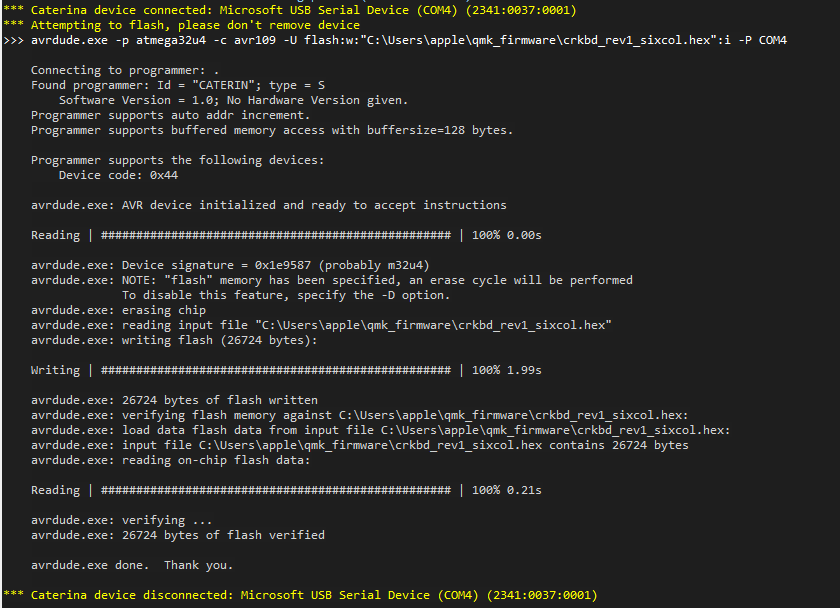 *** Caterina device connected: Microsoft USB Serial Device (COM4) (2341:0037:0001)
*** Attempting to flash, please don't remove device
>>> avrdude.exe -p atmega32u4 -c avr109 -U flash:w:"C:\Users\apple\qmk_firmware\crkbd_rev1_sixcol.hex":i -P COM4
Connecting to programmer: .
Found programmer: Id = "CATERIN"; type = S
Software Version = 1.0; No Hardware Version given.
Programmer supports auto addr increment.
Programmer supports buffered memory access with buffersize=128 bytes.
Programmer supports the following devices:
Device code: 0x44
avrdude.exe: AVR device initialized and ready to accept instructions
Reading | ################################################## | 100% 0.00s
avrdude.exe: Device signature = 0x1e9587 (probably m32u4)
avrdude.exe: NOTE: "flash" memory has been specified, an erase cycle will be performed
To disable this feature, specify the -D option.
avrdude.exe: erasing chip
avrdude.exe: reading input file "C:\Users\apple\qmk_firmware\crkbd_rev1_sixcol.hex"
avrdude.exe: writing flash (26724 bytes):
Writing | ################################################## | 100% 1.99s
avrdude.exe: 26724 bytes of flash written
avrdude.exe: verifying flash memory against C:\Users\apple\qmk_firmware\crkbd_rev1_sixcol.hex:
avrdude.exe: load data flash data from input file C:\Users\apple\qmk_firmware\crkbd_rev1_sixcol.hex:
avrdude.exe: input file C:\Users\apple\qmk_firmware\crkbd_rev1_sixcol.hex contains 26724 bytes
avrdude.exe: reading on-chip flash data:
Reading | ################################################## | 100% 0.21s
avrdude.exe: verifying ...
avrdude.exe: 26724 bytes of flash verified
avrdude.exe done.  Thank you.
*** Caterina device disconnected: Microsoft USB Serial Device (COM4) (2341:0037:0001)